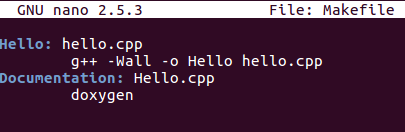 GNU nano 2.5.3 File: Makefile
Hello: hello.cpp
g++ -Wall -o Hello hello.cpp
Documentation: Hello.cpp
doxygen